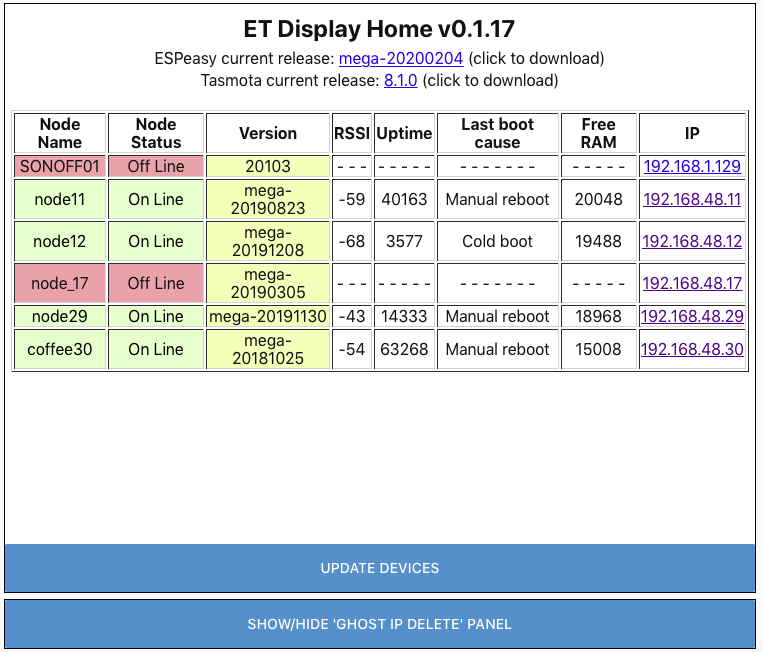 ET Display Home v0.1.17
ESPeasy current release: mega-20200204 (click to download)
Tasmota current release: 8.1.0 (click to download)
Node Name Node Status Version RSSI Uptime Last boot cause Free RAM IP
SONOFF01 Off Line 20103 - - - - - - - - - - - - - - - - - - - - 192.168.1.129
node11 On Line mega-20190823 -59 40163 Manual reboot 20048 192.168.48.11
node12 On Line mega-20191208 -68 3577 Cold boot 19488 192.168.48.12
node_17 Off Line mega-20190305 - - - - - - - - - - - - - - - - - - - - 192.168.48.17
node29 On Line mega-20191130 -43 14333 Manual reboot 18968 192.168.48.29
coffee30 On Line mega-20181025 -54 63268 Manual reboot 15008 192.168.48.30
UPDATE DEVICES
SHOW/HIDE 'GHOST IP DELETE' PANEL